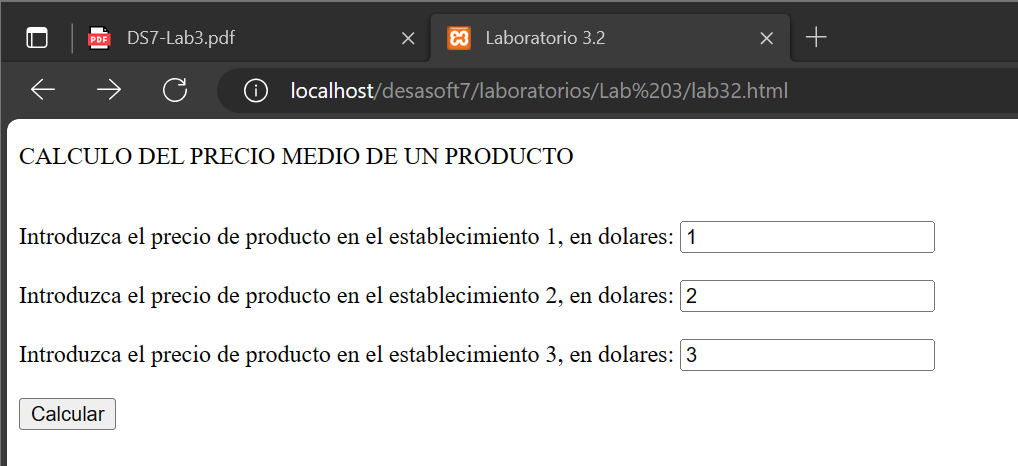 PDF DS7-Lab3.pdf Laboratorio 3.2
localhost/desasoft7/laboratorios/Lab%203/lab32.html
CALCULO DEL PRECIO MEDIO DE UN PRODUCTO
Introduzca el precio de producto en el establecimiento 1, en dolares: 1
Introduzca el precio de producto en el establecimiento 2, en dolares: 2
Introduzca el precio de producto en el establecimiento 3, en dolares: 3
Calcular